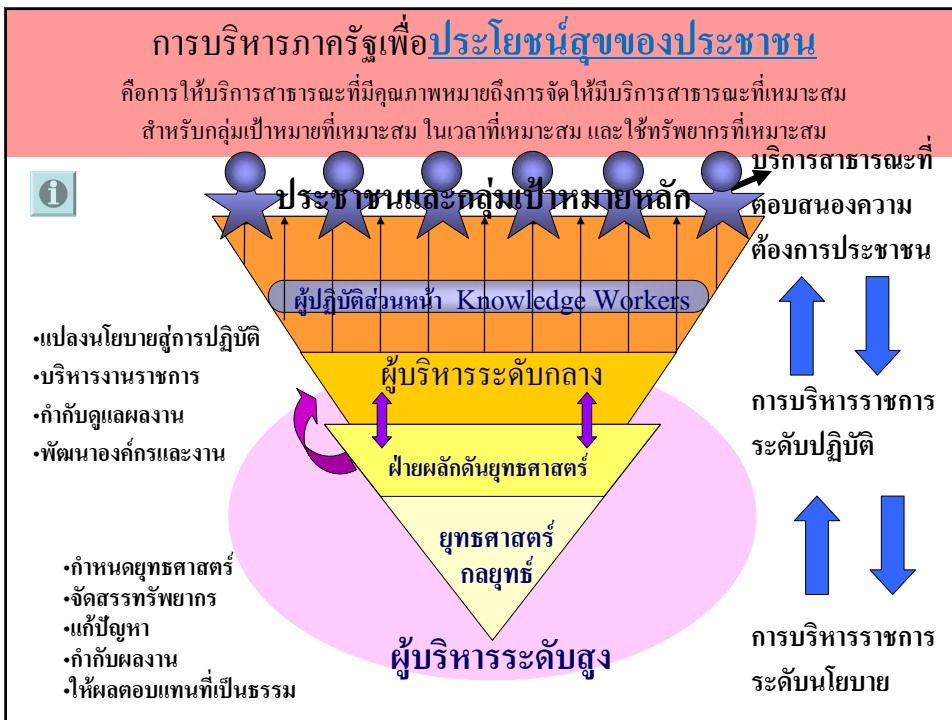 การบริหารภาครัฐเพื่อประโยชน์สุขของประชาชน
คือการให้บริการสาธารณะที่มีคุณภาพหมายถึงการจัดให้มีบริการสาธารณะที่เหมาะสม
สำหรับกลุ่มเป้าหมายที่เหมาะสม ในเวลาที่เหมาะสม และใช้ทรัพยากรที่เหมาะสม
ประชาชนและกลุ่มเป้าหมายหลัก
บริการสาธารณะที่
ตอบสนองความ
ต้องการประชาชน
ผู้ปฏิบัติส่วนหน้า Knowledge Workers
•แปลงนโยบายสู่การปฏิบัติ
•บริหารงานราชการ
•กำกับดูแลผลงาน
•พัฒนาองค์กรและงาน
ผู้บริหารระดับกลาง
การบริหารราชการ
ระดับปฏิบัติ
ฝ่ายผลักดันยุทธศาสตร์
ยุทธศาสตร์
กลยุทธ์
•กำหนดยุทธศาสตร์
•จัดสรรทรัพยากร
•แก้ปัญหา
•กำกับผลงาน
•ให้ผลตอบแทนที่เป็นธรรม
ผู้บริหารระดับสูง
การบริหารราชการ
ระดับนโยบาย